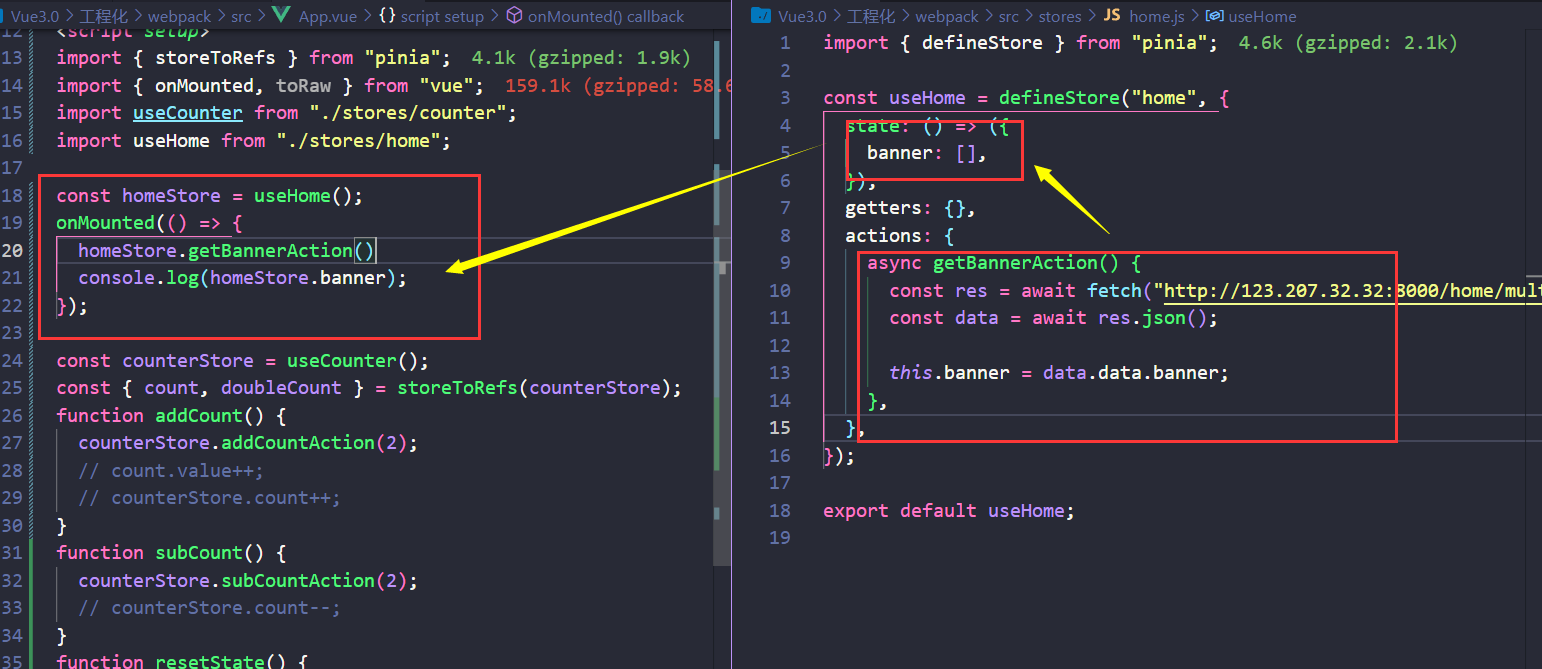 Vue3.0 > 工程化 > webpack > src > App.vue > {} script setup > onMounted() callback
12 <script setup>
13 import { storeToRefs } from "pinia"; 4.1k (gzipped: 1.9k)
14 import { onMounted, toRaw } from "vue"; 159.1k (gzipped: 58.6
15 import useCounter from "./stores/counter";
16 import useHome from "./stores/home";
17
18 const homeStore = useHome();
19 onMounted(() => {
20 homeStore.getBannerAction()
21 console.log(homeStore.banner);
22 });
23
24 const counterStore = useCounter();
25 const { count, doubleCount } = storeToRefs(counterStore);
26 function addCount() {
27 counterStore.addCountAction(2);
28 // count.value++;
29 // counterStore.count++;
30 }
31 function subCount() {
32 counterStore.subCountAction(2);
33 // counterStore.count--;
34 }
35 function resetState() {
Vue3.0 > 工程化 > webpack > src > stores > JS home.js > useHome
1 import { defineStore } from "pinia"; 4.6k (gzipped: 2.1k)
2
3 const useHome = defineStore("home", {
4 state: () => ({
5 banner: [],
6 }),
7 getters: {},
8 actions: {
9 async getBannerAction() {
10 const res = await fetch("http://123.207.32.32:8000/home/mult
11 const data = await res.json();
12
13 this.banner = data.data.banner;
14 },
15 },
16 });
17
18 export default useHome;
19